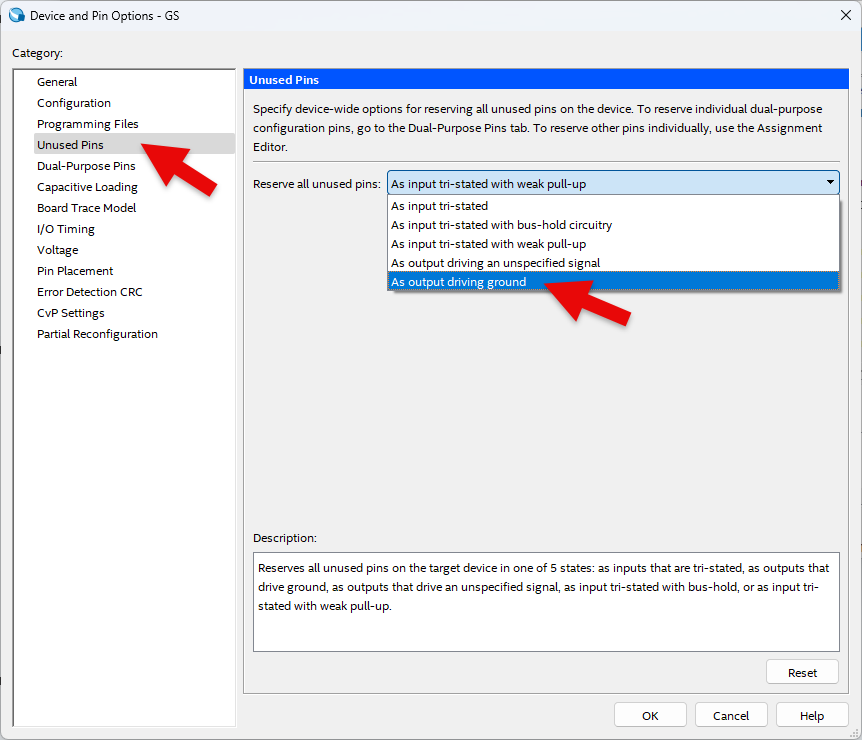 Device and Pin Options - GS
Category:
General
Configuration
Programming Files
Unused Pins
Dual-Purpose Pins
Capacitive Loading
Board Trace Model
I/O Timing
Voltage
Pin Placement
Error Detection CRC
CvP Settings
Partial Reconfiguration
Unused Pins
Specify device-wide options for reserving all unused pins on the device. To reserve individual dual-purpose
configuration pins, go to the Dual-Purpose Pins tab. To reserve other pins individually, use the Assignment
Editor.
Reserve all unused pins: As input tri-stated with weak pull-up
As input tri-stated
As input tri-stated with bus-hold circuitry
As input tri-stated with weak pull-up
As output driving an unspecified signal
As output driving ground
Description:
Reserves all unused pins on the target device in one of 5 states: as inputs that are tri-stated, as outputs that
drive ground, as outputs that drive an unspecified signal, as input tri-stated with bus-hold, or as input tri-
stated with weak pull-up.
Reset
OK Cancel Help